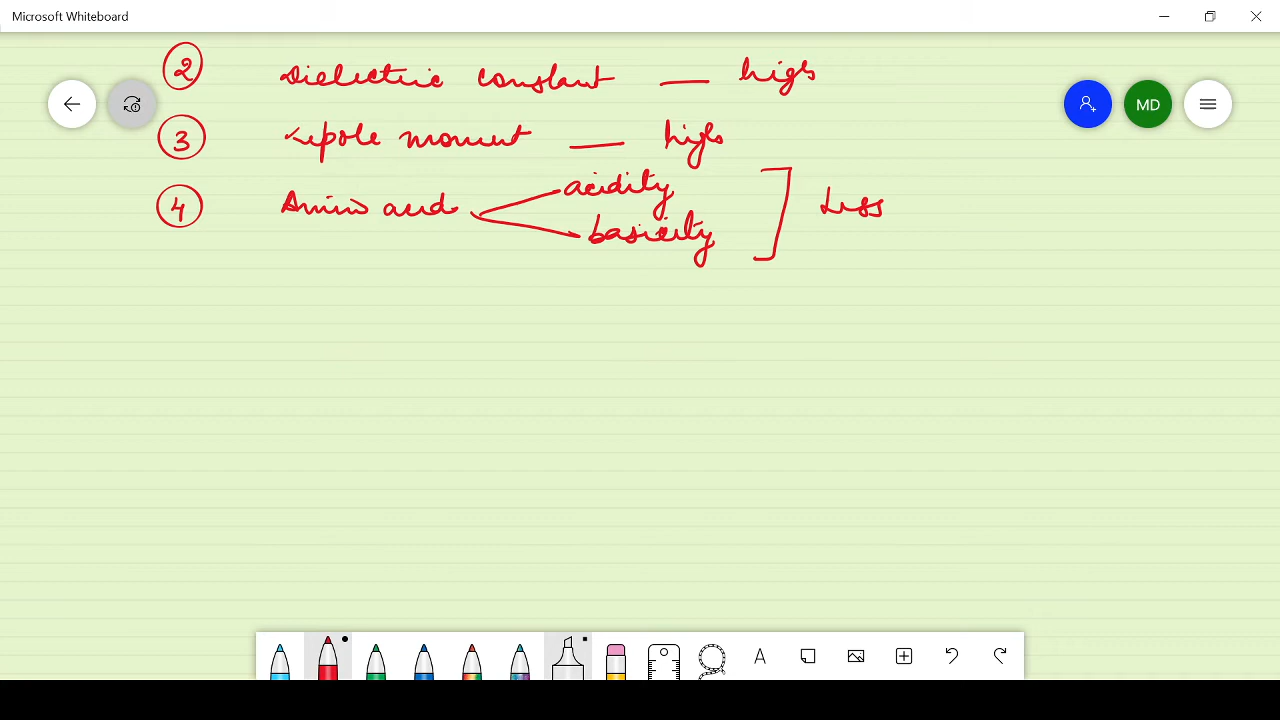 Microsoft Whiteboard
2 Dielectric constant — high
3 Dipole moment — high
MD
4 Amino acid acidity basicity ] Less
A